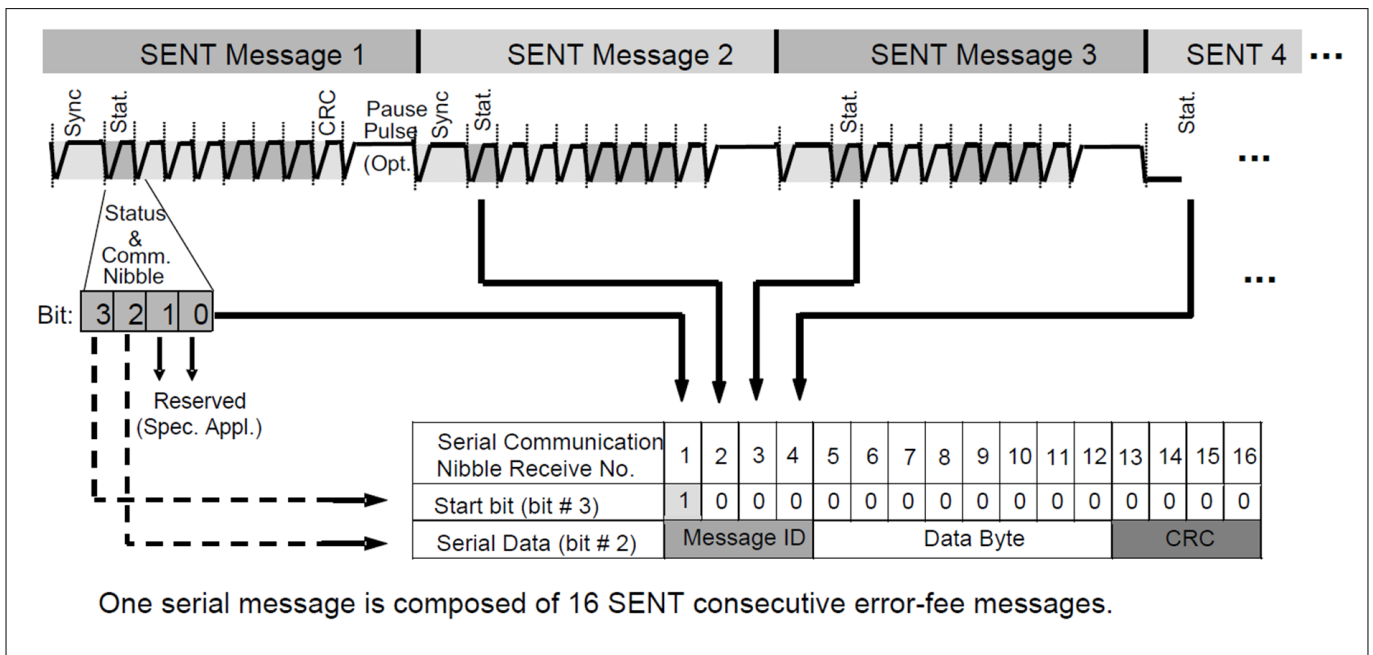 SENT Message 1 SENT Message 2 SENT Message 3 SENT 4 ...
Sync Stat. CRC Pause Sync Stat. Stat. Stat.
Pulse
(Opt. ...
Status
&
Comm.
Nibble
...
Bit: 3 2 1 0
Reserved
(Spec. Appl.)
Serial Communication
Nibble Receive No. 1 2 3 4 5 6 7 8 9 10 11 12 13 14 15 16
Start bit (bit # 3) 1 0 0 0 0 0 0 0 0 0 0 0 0 0 0 0
Serial Data (bit # 2) Message ID Data Byte CRC
One serial message is composed of 16 SENT consecutive error-fee messages.